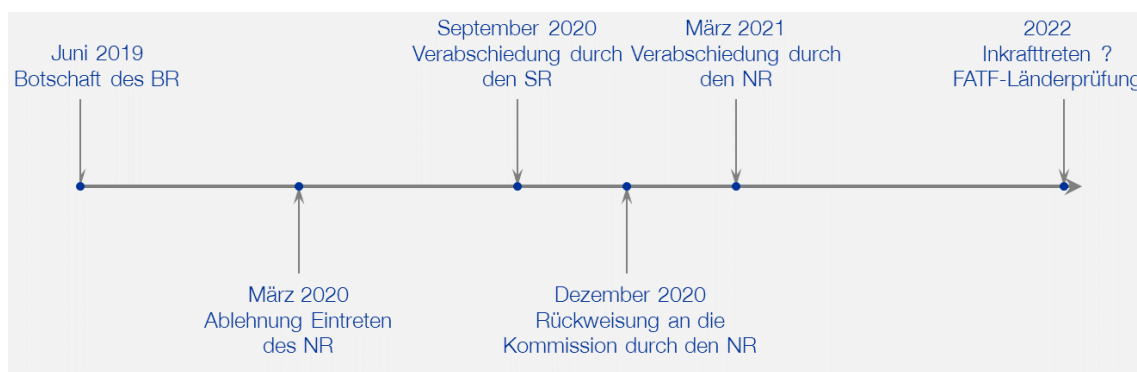 Juni 2019
Botschaft des BR
September 2020
Verabschiedung durch
den SR
März 2021
Verabschiedung durch
den NR
2022
Inkrafttreten ?
FATF-Länderprüfung
März 2020
Ablehnung Eintreten
des NR
Dezember 2020
Rückweisung an die
Kommission durch den NR